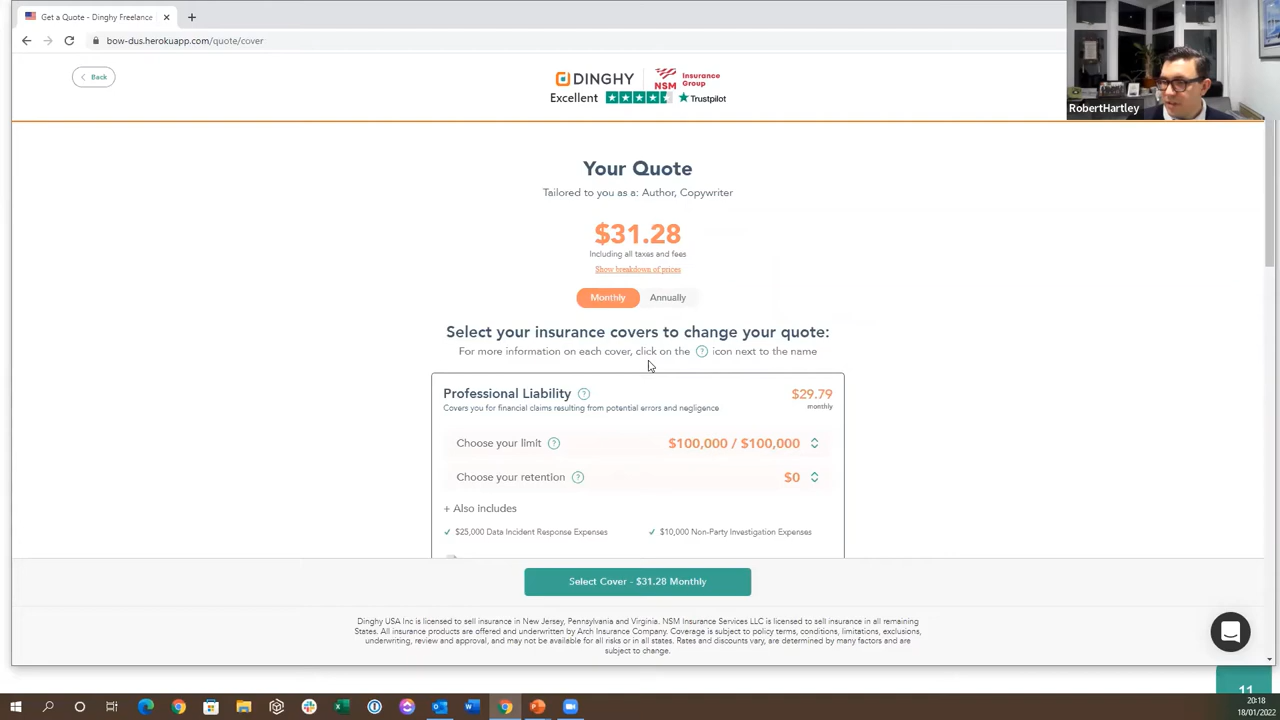 Get a Quote - Dinghy Freelance
bow-dus.herokuapp.com/quote/cover
Back
DINGHY
NSM
Insurance
Group
Excellent
Trustpilot
RobertHartley
Your Quote
Tailored to you as a: Author, Copywriter
$31.28
Including all taxes and fees
Show breakdown of prices
Monthly Annually
Select your insurance covers to change your quote:
For more information on each cover, click on the ? icon next to the name
Professional Liability ? $29.79
Covers you for financial claims resulting from potential errors and negligence monthly
Choose your limit ? $100,000 / $100,000
Choose your retention ? $0
+ Also includes
$25,000 Data Incident Response Expenses $10,000 Non-Party Investigation Expenses
Select Cover - $31.28 Monthly
Dinghy USA Inc is licensed to sell insurance in New Jersey, Pennsylvania and Virginia. NSM Insurance Services LLC is licensed to sell insurance in all remaining
States. All insurance products are offered and underwritten by Arch Insurance Company. Coverage is subject to policy terms, conditions, limitations, exclusions,
underwriting, review and approval, and may not be available for all risks or in all states. Rates and discounts vary, are determined by many factors and are
subject to change.
11
20:18
18/01/2022